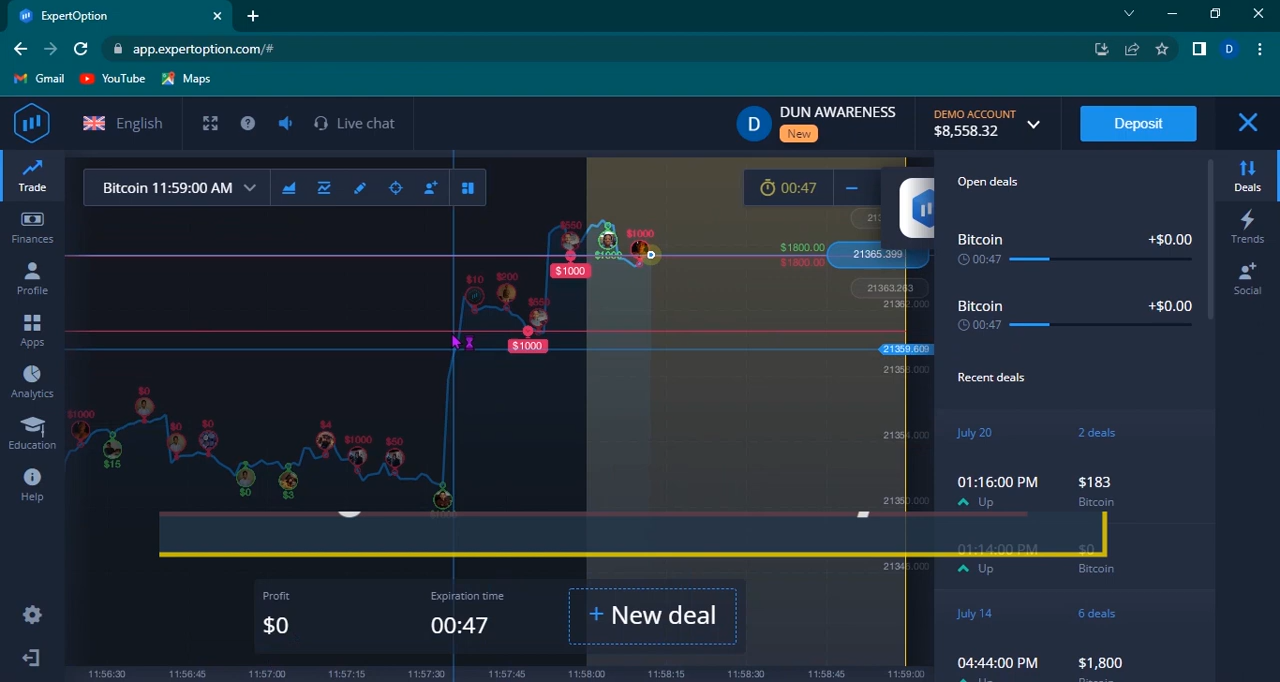 ExpertOption
app.expertoption.com/#
D
Gmail
YouTube
Maps
English
Live chat
D
DUN AWARENESS
New
DEMO ACCOUNT
$8,558.32
Deposit
Trade
Finances
Profile
Apps
Analytics
Education
Help
Bitcoin 11:59:00 AM
00:47
$1000
$15
$0
$0
$0
$0
$3
$4
$1000
$50
$10
$200
$550
$1000
$550
$1000
$1000
$1000
$1800.00
$1800.00
21365.399
21363.263
21359.609
Profit
$0
Expiration time
00:47
+ New deal
11:56:30
11:56:45
11:57:00
11:57:15
11:57:30
11:57:45
11:58:00
11:58:15
11:58:30
11:58:45
11:59:00
Open deals
Bitcoin
+$0.00
00:47
Bitcoin
+$0.00
00:47
Recent deals
July 20
2 deals
01:16:00 PM
$183
Up
Bitcoin
01:14:00 PM
$0
Up
Bitcoin
July 14
6 deals
04:44:00 PM
$1,800
Deals
Trends
Social